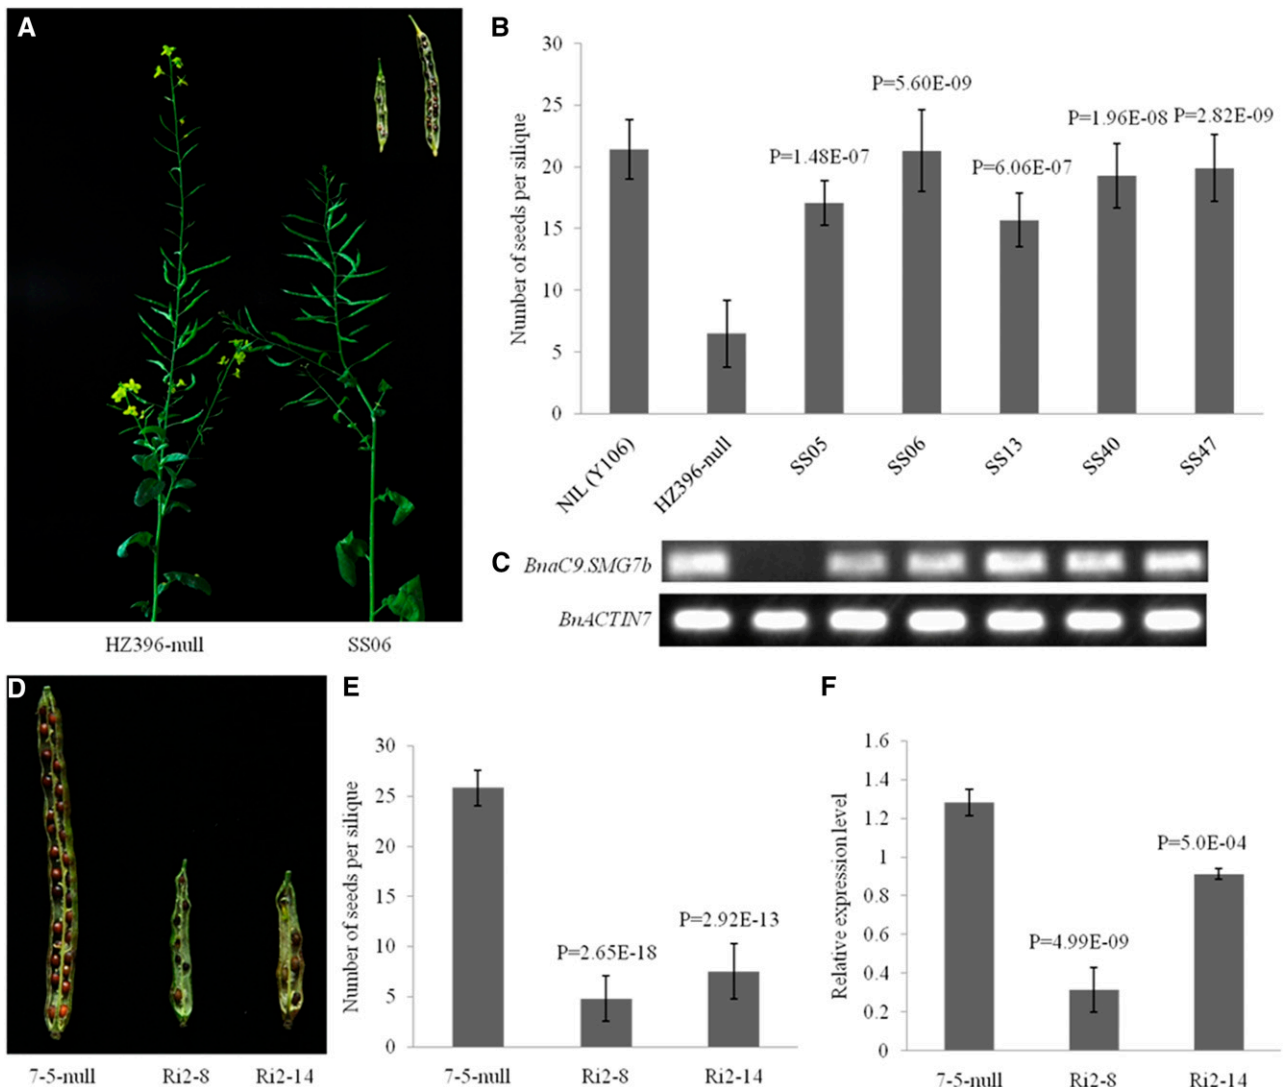 A
HZ396-null
SS06
B
Number of seeds per silique
30
25
20
15
10
5
0
P=1.48E-07
P=5.60E-09
P=6.06E-07
P=1.96E-08
P=2.82E-09
NIL (Y106)
HZ396-null
SS05
SS06
SS13
SS40
SS47
C
BnaC9.SMG7b
BnACTIN7
D
7-5-null
Ri2-8
Ri2-14
E
Number of seeds per silique
30
25
20
15
10
5
0
P=2.65E-18
P=2.92E-13
7-5-null
Ri2-8
Ri2-14
F
Relative expression level
1.6
1.4
1.2
1
0.8
0.6
0.4
0.2
0
P=4.99E-09
P=5.0E-04
7-5-null
Ri2-8
Ri2-14